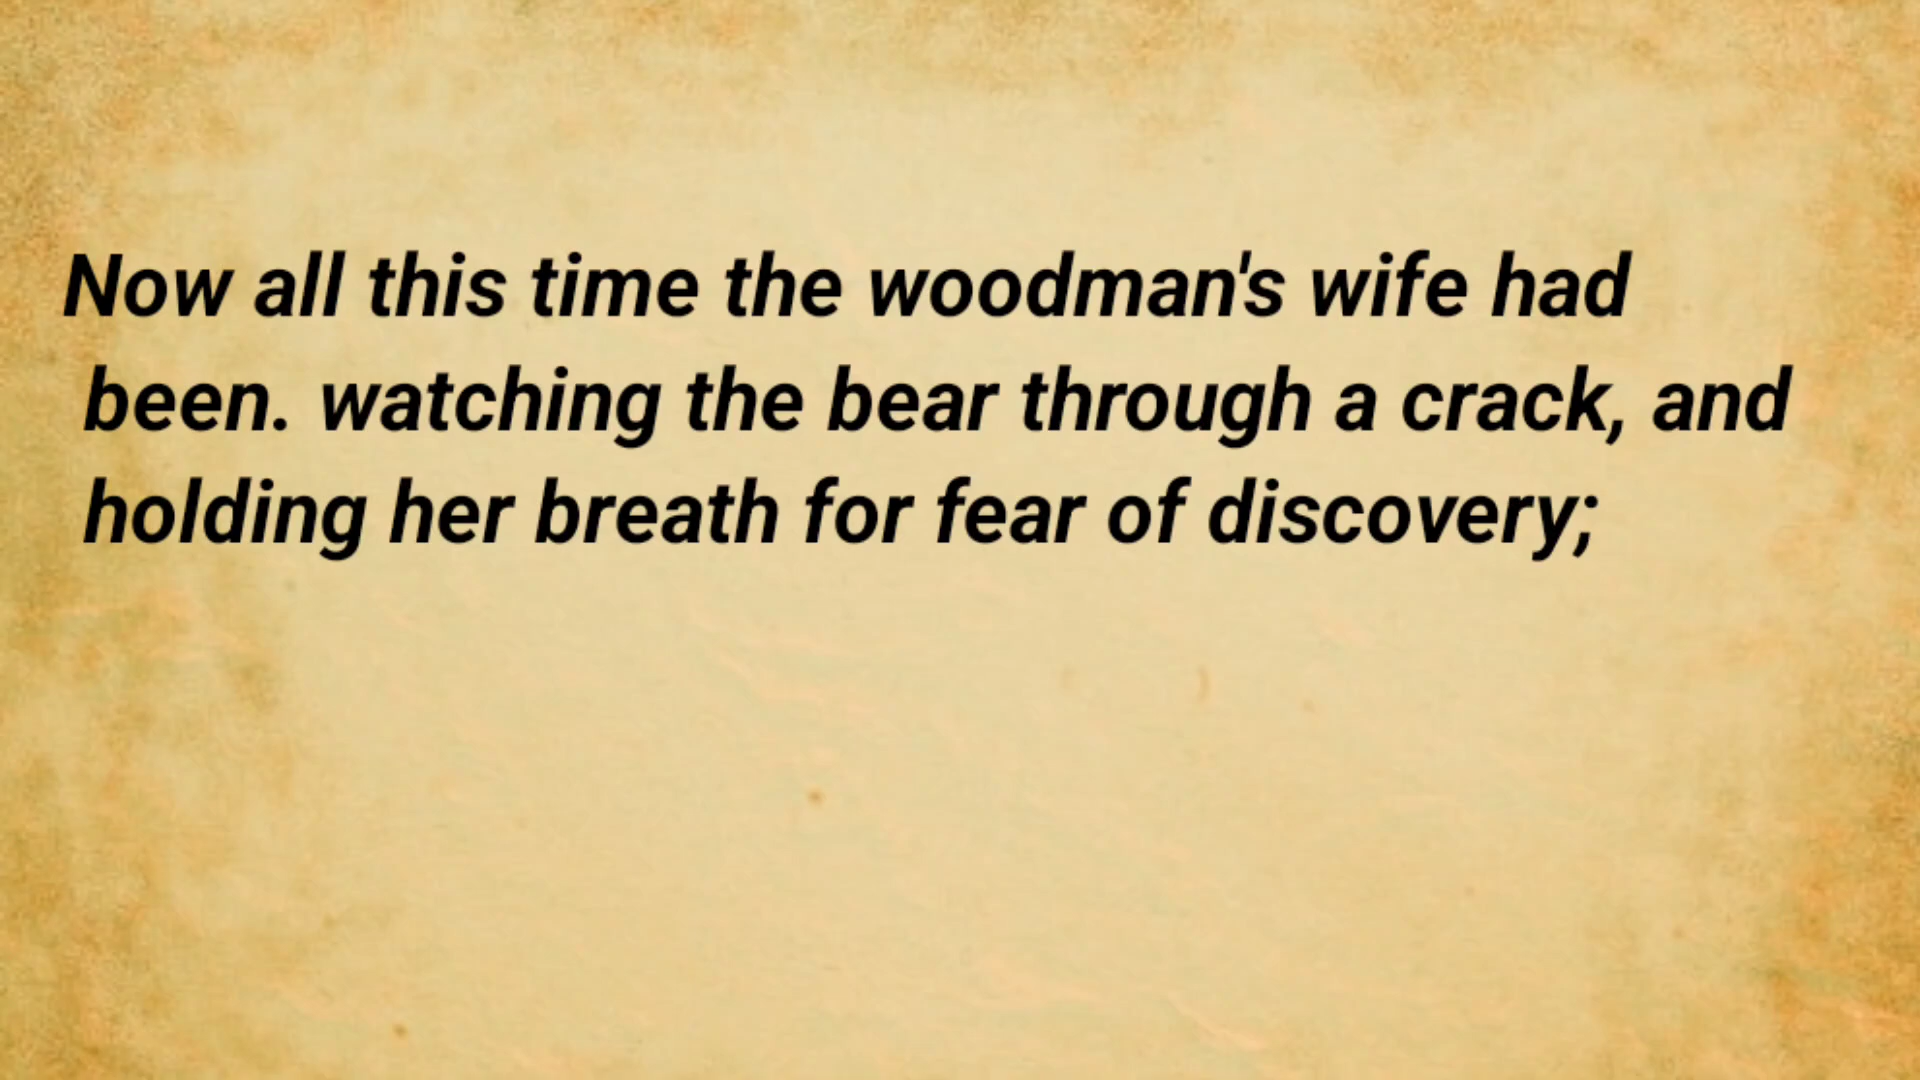 Now all this time the woodman's wife had
been. watching the bear through a crack, and
holding her breath for fear of discovery;